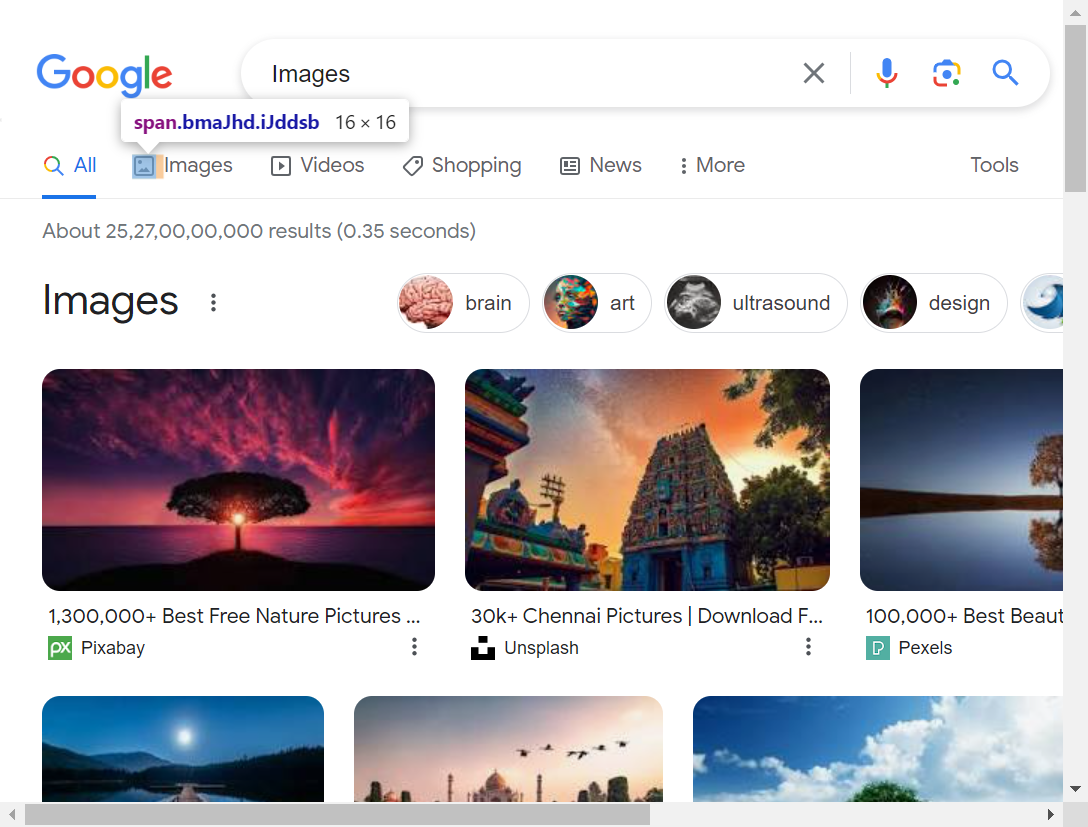 Google
Images
span.bmaJhd.iJddsb 16 × 16
All Images Videos Shopping News More Tools
About 25,27,00,00,000 results (0.35 seconds)
Images brain art ultrasound design
1,300,000+ Best Free Nature Pictures ... 30k+ Chennai Pictures | Download F... 100,000+ Best Beaut
px Pixabay Unsplash P Pexels